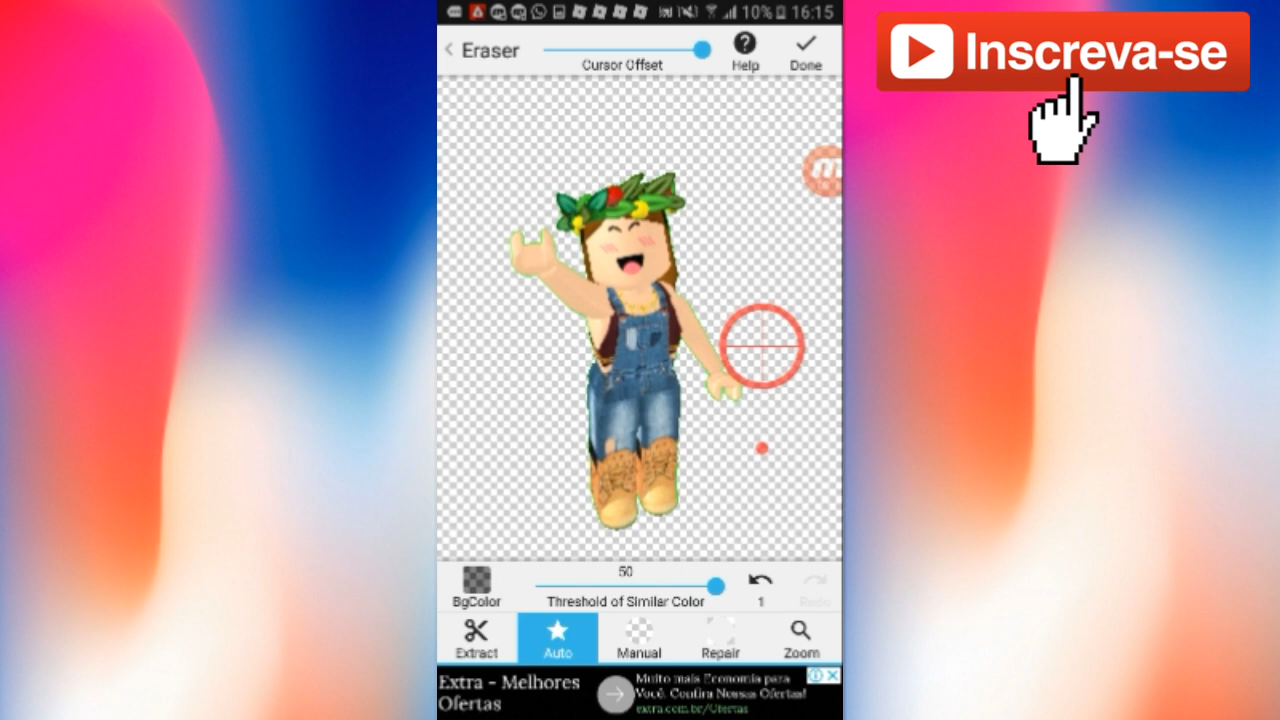 10% 16:15
Inscreva-se
Eraser
Cursor Offset
Help
Done
50
BgColor
Threshold of Similar Color
1
Redo
Extract
Auto
Manual
Repair
Zoom
Extra - Melhores
Ofertas
Muito mais Economia para
Você. Confira Nossas Ofertas!
extra.com.br/Ofertas